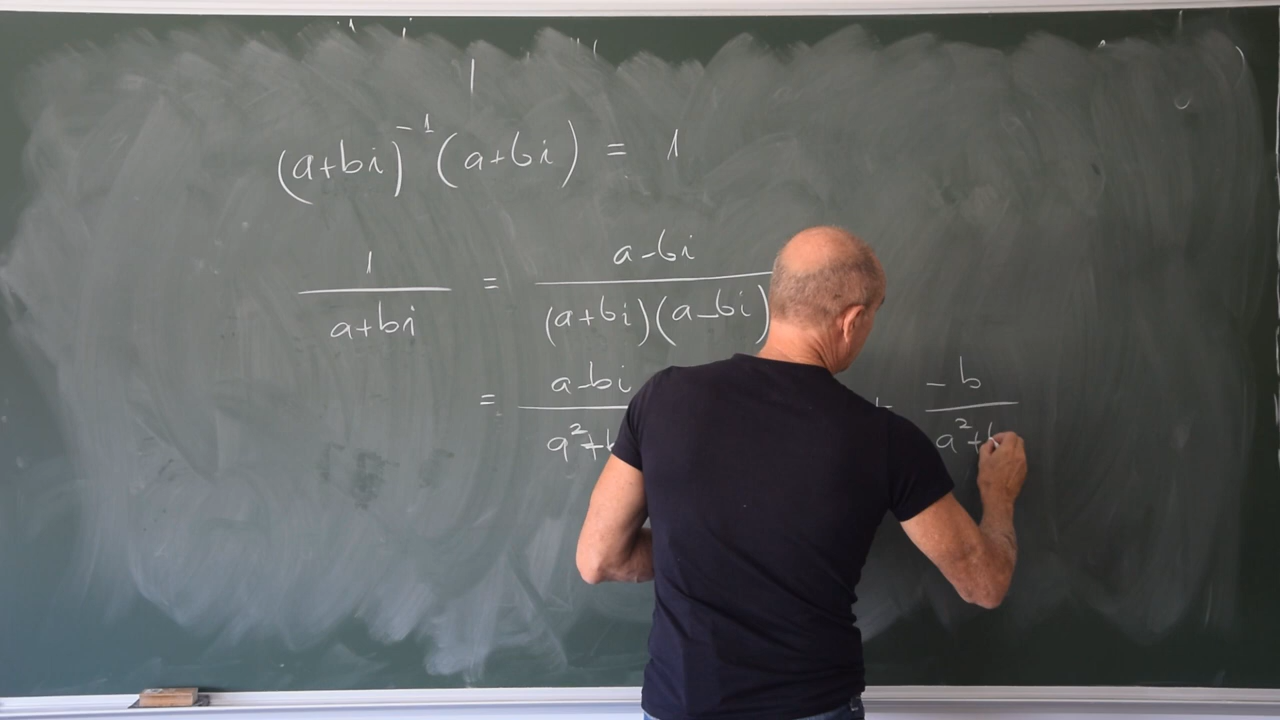 (a+bi)⁻¹ (a+bi) = 1
1/(a+bi) = (a-bi)/((a+bi)(a-bi))
= (a-bi)/(a²+ + -b/(a²+